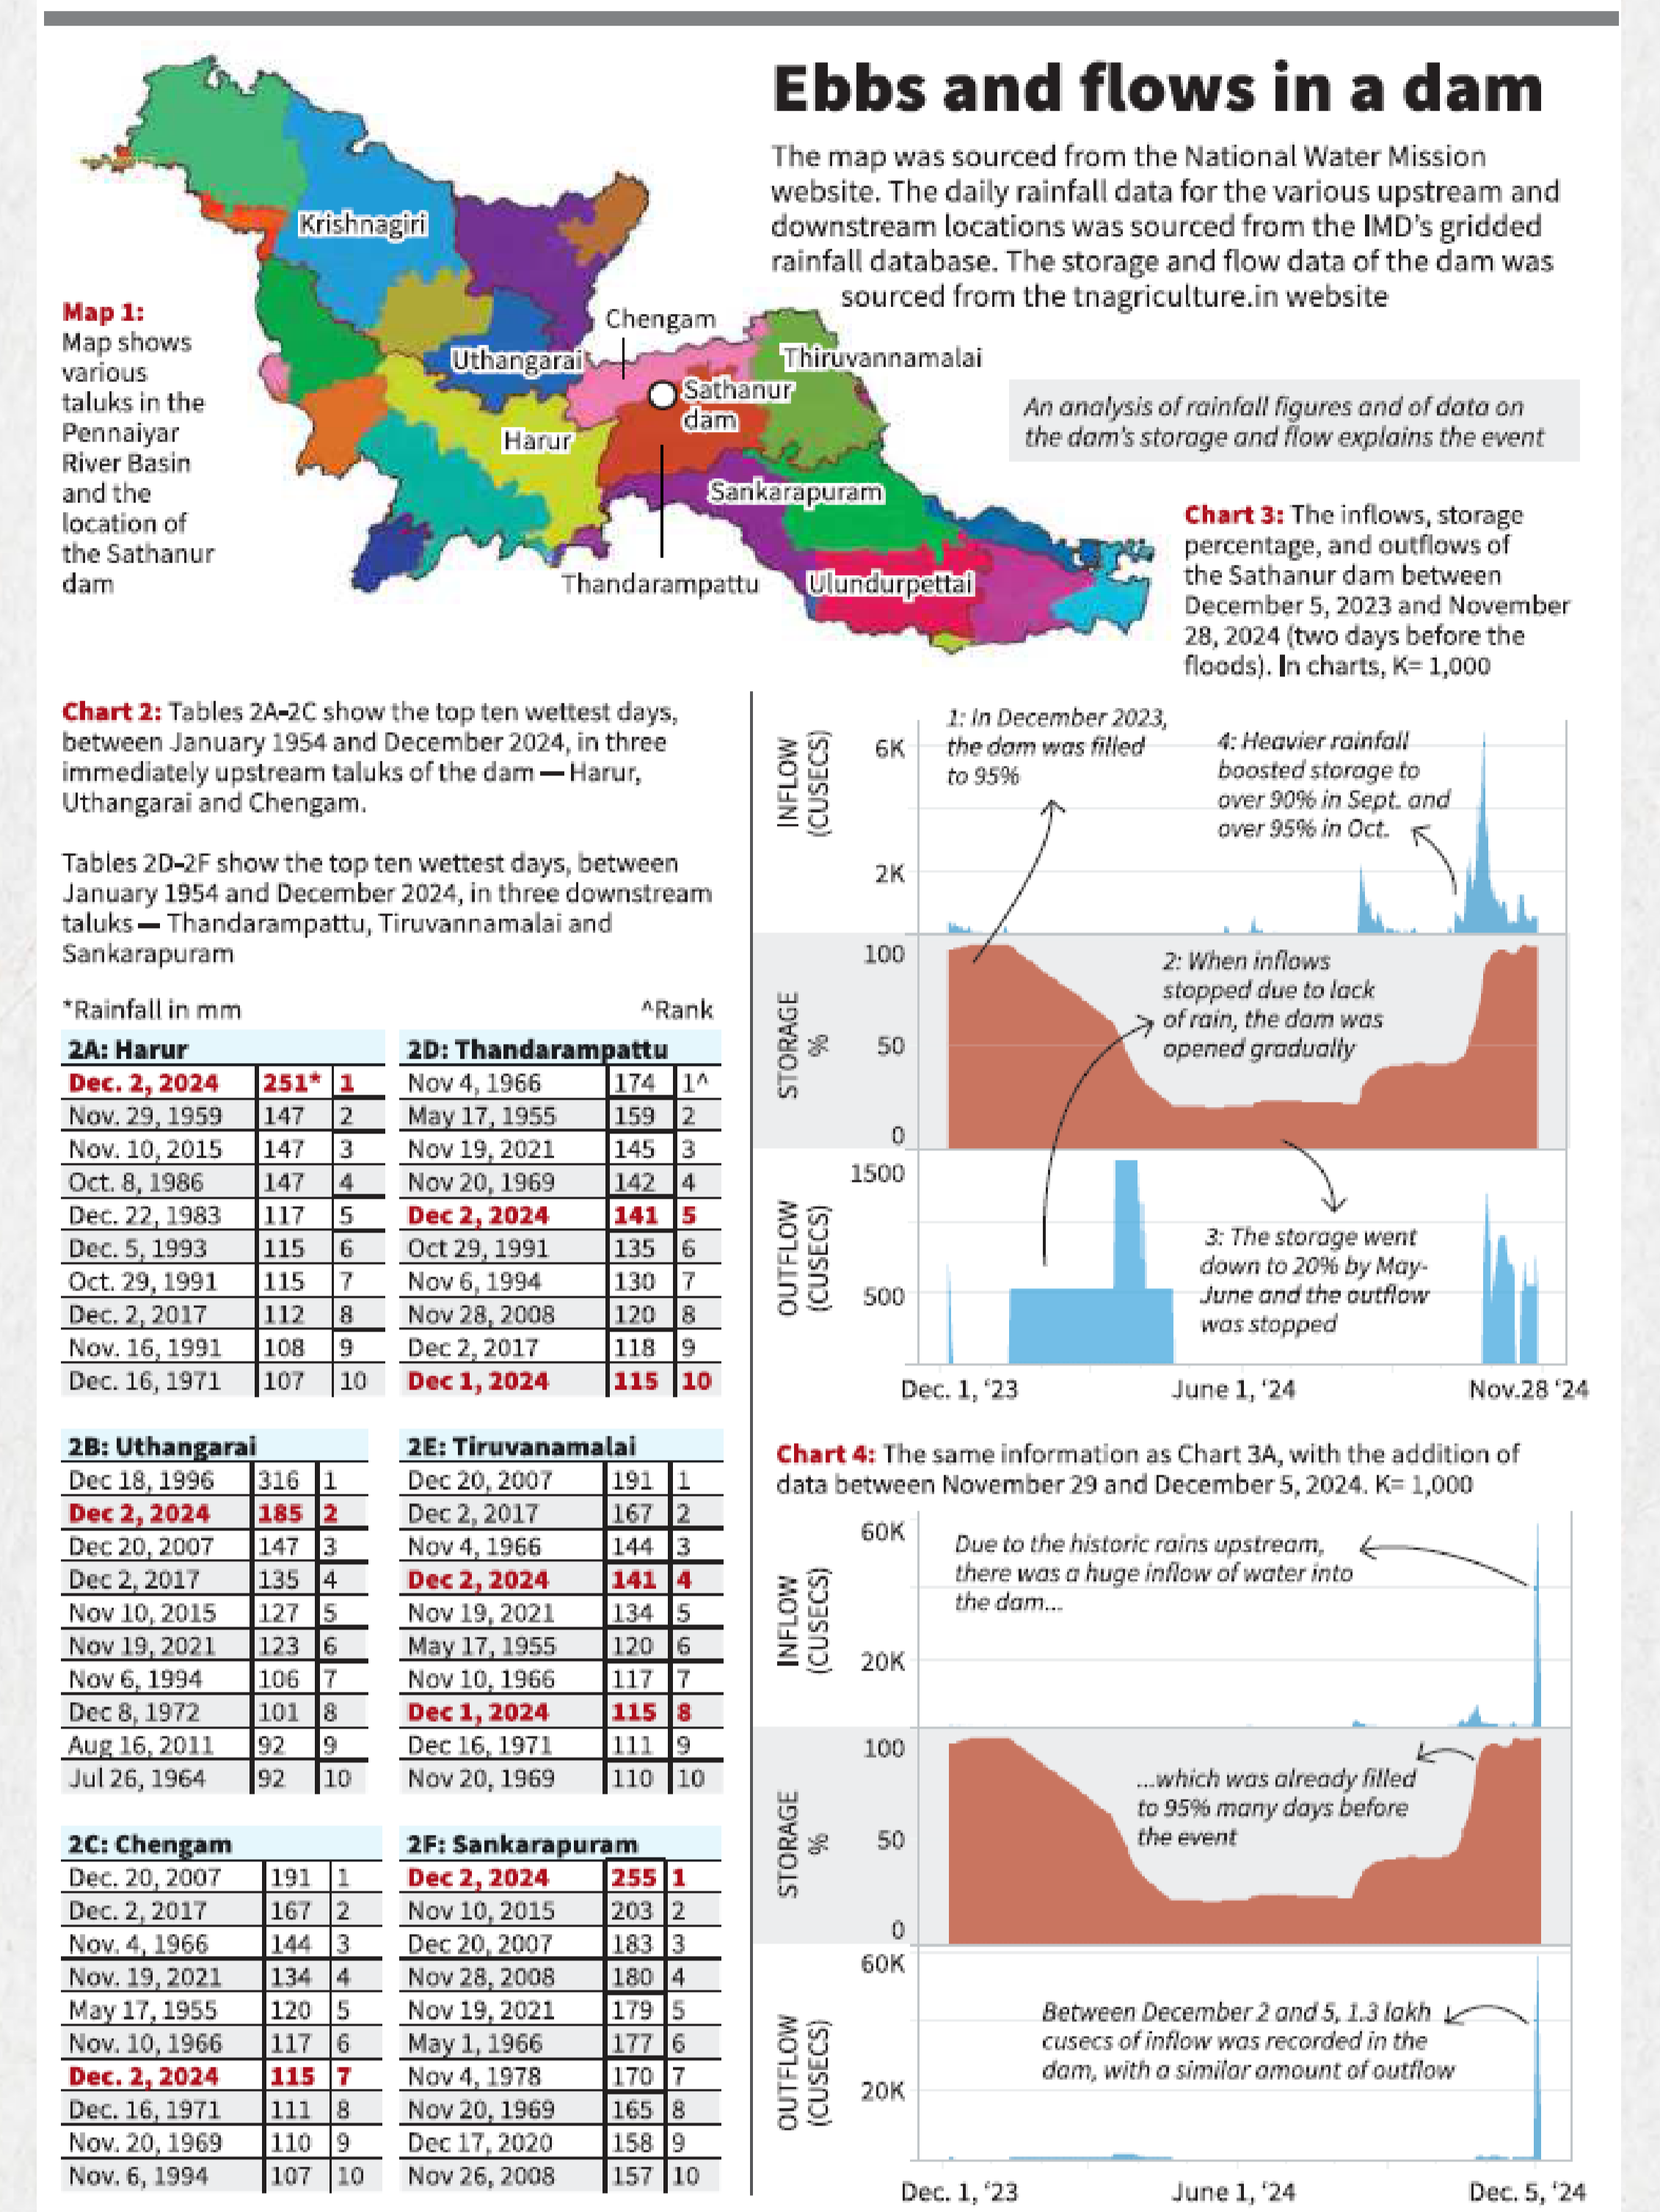 Ebbs and flows in a dam
The map was sourced from the National Water Mission
website. The daily rainfall data for the various upstream and
downstream locations was sourced from the IMD's gridded
rainfall database. The storage and flow data of the dam was
sourced from the tnagriculture.in website
An analysis of rainfall figures and of data on
the dam's storage and flow explains the event
Map 1:
Map shows
various
taluks in the
Pennaiyar
River Basin
and the
location of
the Sathanur
dam
Krishnagiri
Chengam
Uthangarai
Thiruvannamalai
Sathanur
dam
Harur
Sankarapuram
Thandarampattu
Ulundurpettai
Chart 2: Tables 2A-2C show the top ten wettest days,
between January 1954 and December 2024, in three
immediately upstream taluks of the dam — Harur,
Uthangarai and Chengam.
Tables 2D-2F show the top ten wettest days, between
January 1954 and December 2024, in three downstream
taluks — Thandarampattu, Tiruvannamalai and
Sankarapuram
*Rainfall in mm ^Rank
2A: Harur
Dec. 2, 2024 251* 1
Nov. 29, 1959 147 2
Nov. 10, 2015 147 3
Oct. 8, 1986 147 4
Dec. 22, 1983 117 5
Dec. 5, 1993 115 6
Oct. 29, 1991 115 7
Dec. 2, 2017 112 8
Nov. 16, 1991 108 9
Dec. 16, 1971 107 10
2D: Thandarampattu
Nov 4, 1966 174 1^
May 17, 1955 159 2
Nov 19, 2021 145 3
Nov 20, 1969 142 4
Dec 2, 2024 141 5
Oct 29, 1991 135 6
Nov 6, 1994 130 7
Nov 28, 2008 120 8
Dec 2, 2017 118 9
Dec 1, 2024 115 10
2B: Uthangarai
Dec 18, 1996 316 1
Dec 2, 2024 185 2
Dec 20, 2007 147 3
Dec 2, 2017 135 4
Nov 10, 2015 127 5
Nov 19, 2021 123 6
Nov 6, 1994 106 7
Dec 8, 1972 101 8
Aug 16, 2011 92 9
Jul 26, 1964 92 10
2E: Tiruvanamalai
Dec 20, 2007 191 1
Dec 2, 2017 167 2
Nov 4, 1966 144 3
Dec 2, 2024 141 4
Nov 19, 2021 134 5
May 17, 1955 120 6
Nov 10, 1966 117 7
Dec 1, 2024 115 8
Dec 16, 1971 111 9
Nov 20, 1969 110 10
2C: Chengam
Dec. 20, 2007 191 1
Dec. 2, 2017 167 2
Nov. 4, 1966 144 3
Nov. 19, 2021 134 4
May 17, 1955 120 5
Nov. 10, 1966 117 6
Dec. 2, 2024 115 7
Dec. 16, 1971 111 8
Nov. 20, 1969 110 9
Nov. 6, 1994 107 10
2F: Sankarapuram
Dec 2, 2024 255 1
Nov 10, 2015 203 2
Dec 20, 2007 183 3
Nov 28, 2008 180 4
Nov 19, 2021 179 5
May 1, 1966 177 6
Nov 4, 1978 170 7
Nov 20, 1969 165 8
Dec 17, 2020 158 9
Nov 26, 2008 157 10
Chart 3: The inflows, storage
percentage, and outflows of
the Sathanur dam between
December 5, 2023 and November
28, 2024 (two days before the
floods). In charts, K= 1,000
INFLOW
(CUSECS)
6K
2K
1: In December 2023,
the dam was filled
to 95%
4: Heavier rainfall
boosted storage to
over 90% in Sept. and
over 95% in Oct.
STORAGE
%
100
50
0
2: When inflows
stopped due to lack
of rain, the dam was
opened gradually
OUTFLOW
(CUSECS)
1500
500
3: The storage went
down to 20% by May-
June and the outflow
was stopped
Dec. 1, '23 June 1, '24 Nov.28 '24
Chart 4: The same information as Chart 3A, with the addition of
data between November 29 and December 5, 2024. K= 1,000
INFLOW
(CUSECS)
60K
20K
Due to the historic rains upstream,
there was a huge inflow of water into
the dam...
STORAGE
%
100
50
0
...which was already filled
to 95% many days before
the event
OUTFLOW
(CUSECS)
60K
20K
Between December 2 and 5, 1.3 lakh
cusecs of inflow was recorded in the
dam, with a similar amount of outflow
Dec. 1, '23 June 1, '24 Dec. 5, '24